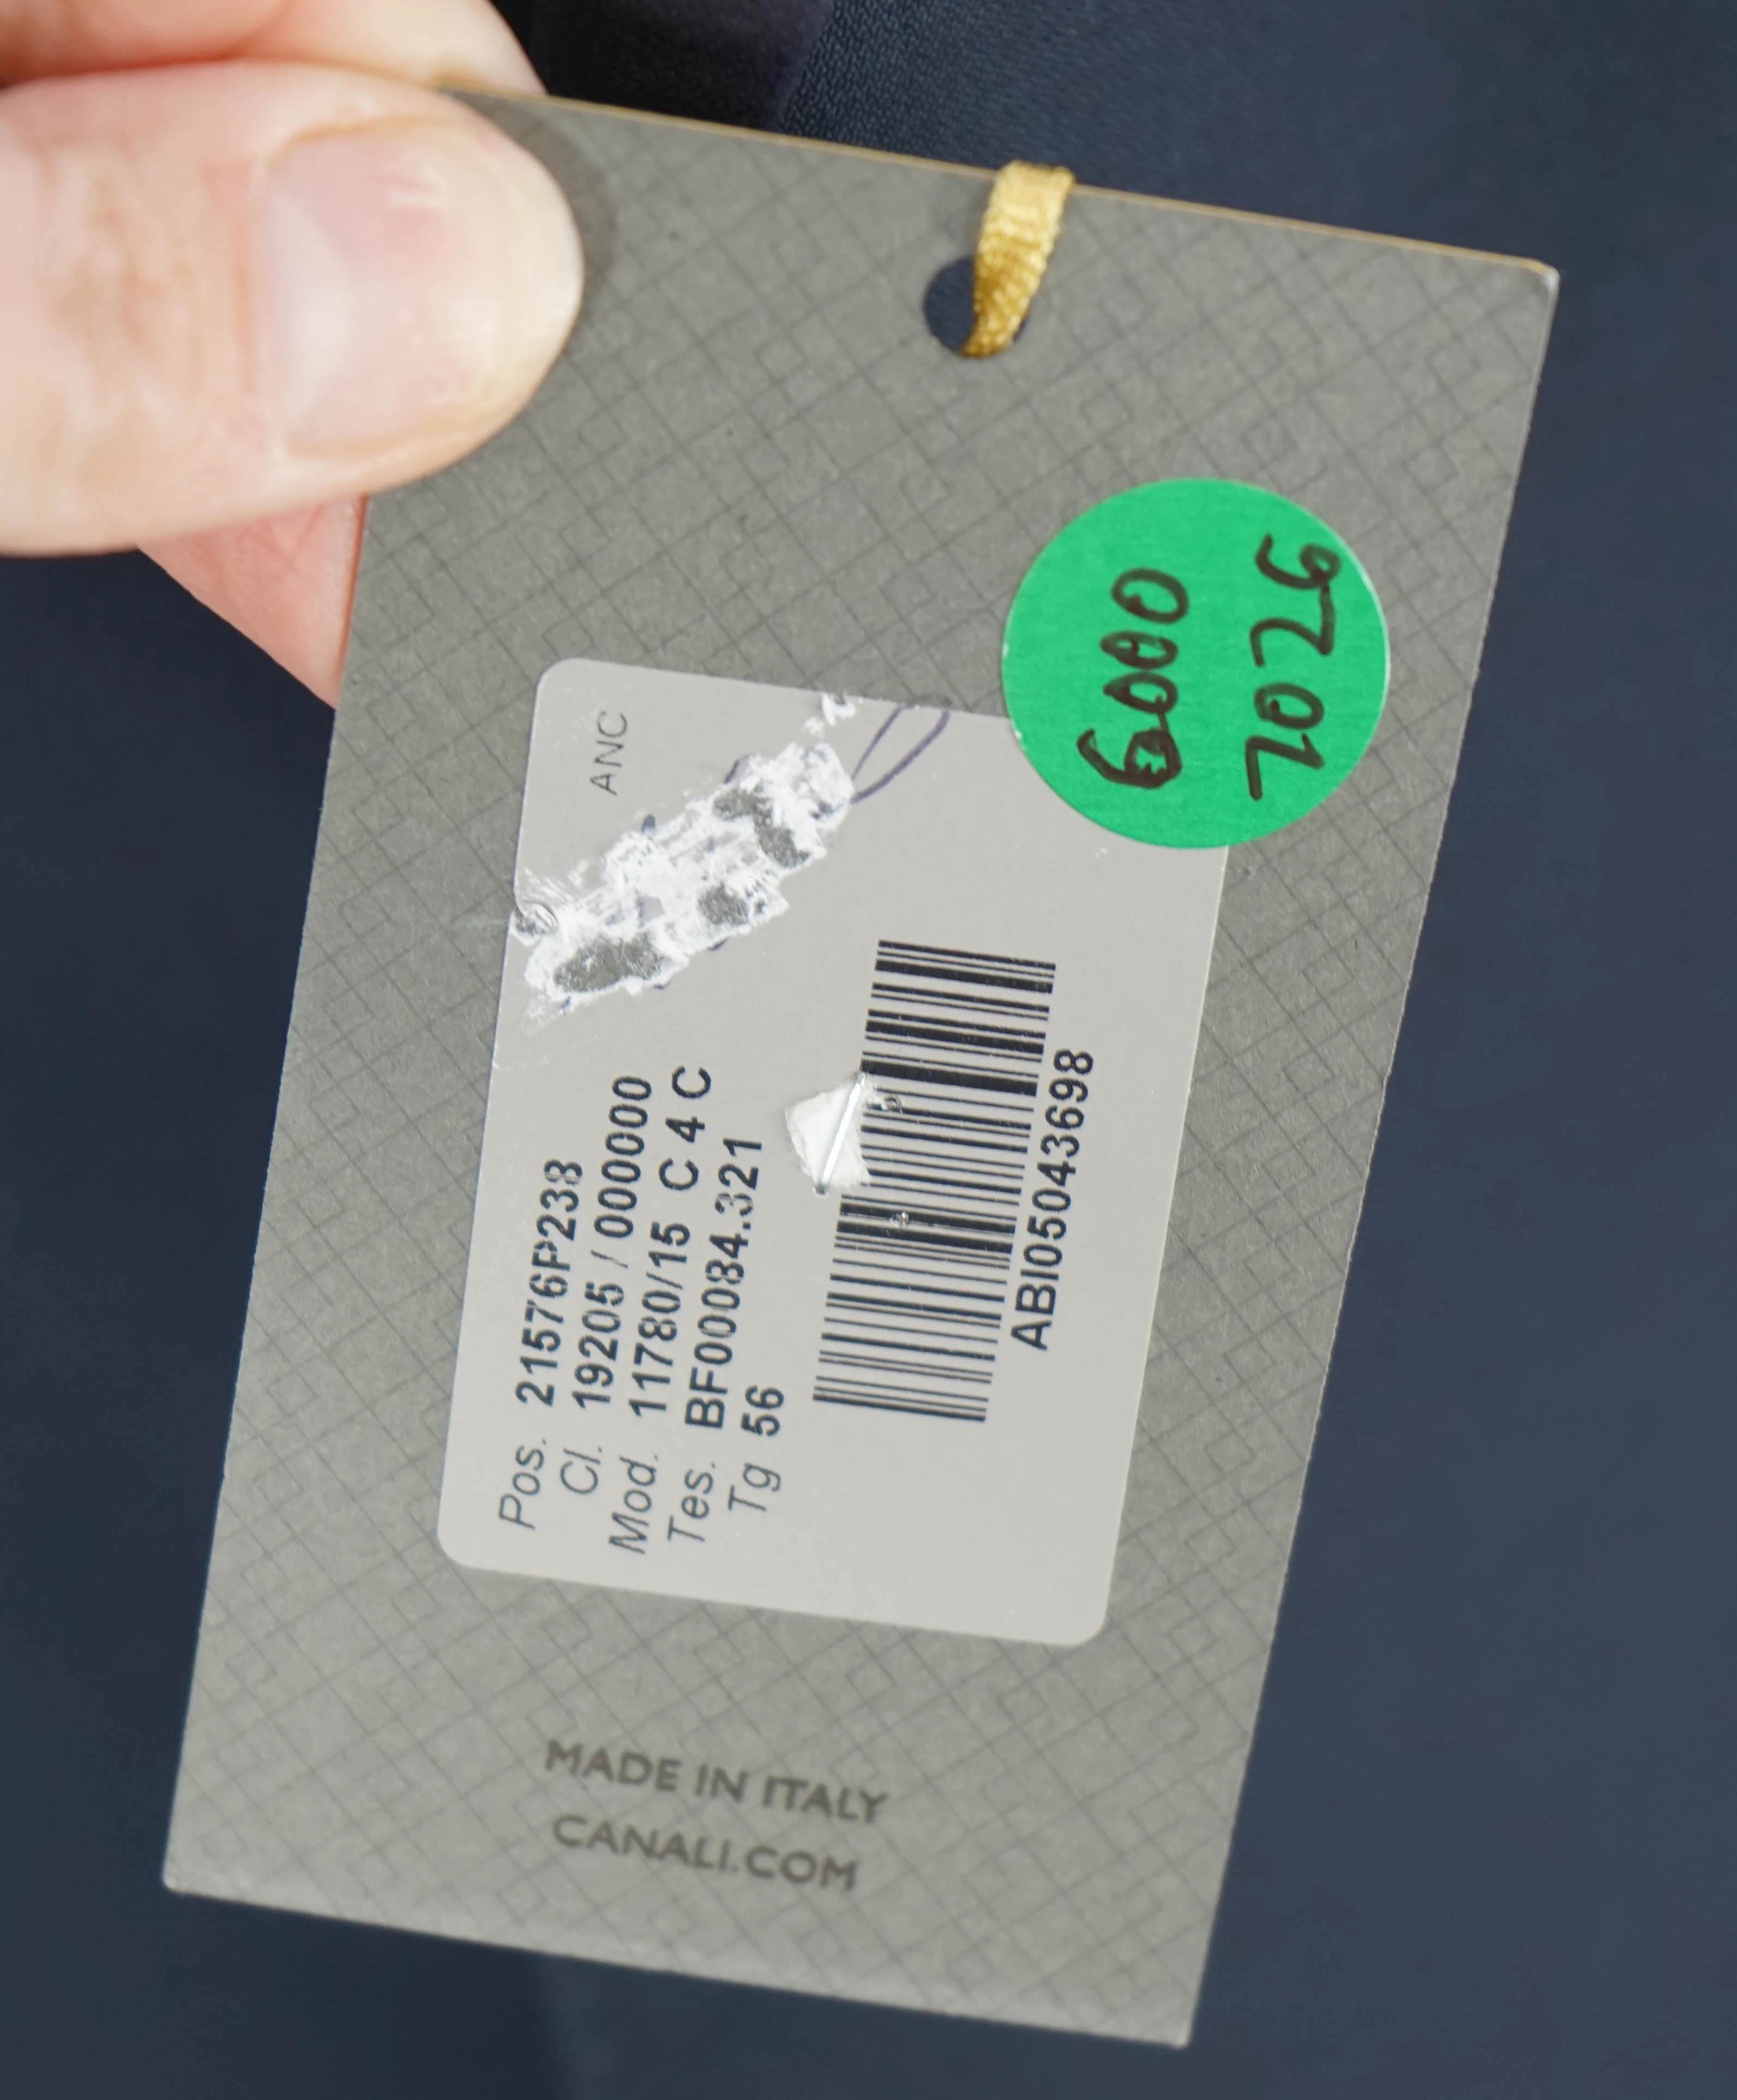 6000
2026
ANC
Pos. 21576P238
Cl. 19205 / 000000
Mod. 11780/15 C 4 C
Tes. BF00084.321
Tg 56
ABI05043698
MADE IN ITALY
CANALI.COM